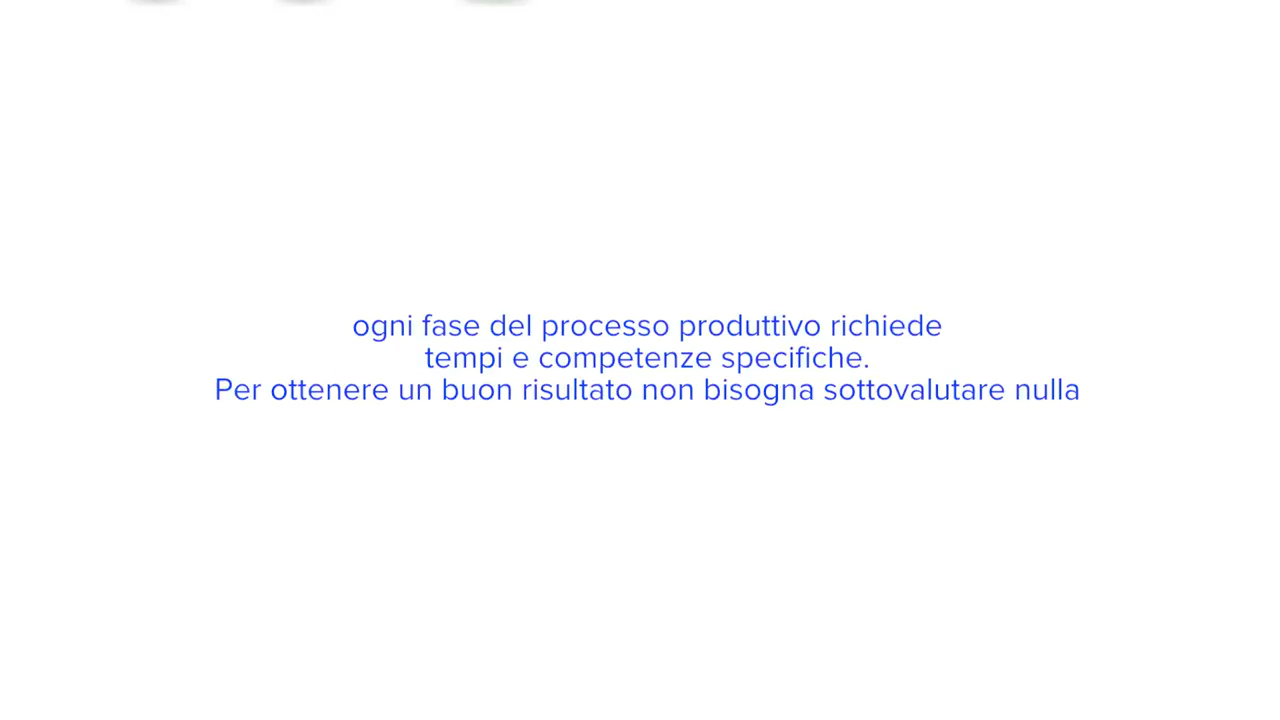 ogni fase del processo produttivo richiede
tempi e competenze specifiche.
Per ottenere un buon risultato non bisogna sottovalutare nulla